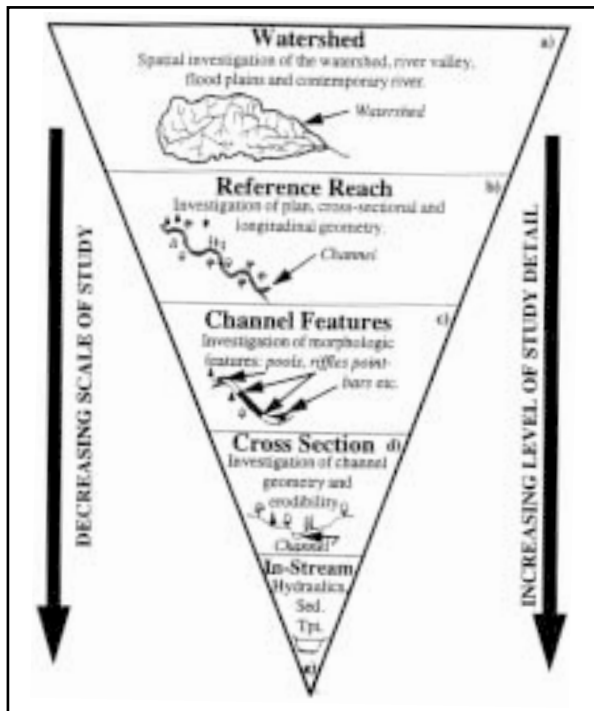 Watershed
a)
Spatial investigation of the watershed, river valley,
flood plains and contemporary river.
Watershed
Reference Reach
b)
Investigation of plan, cross-sectional and
longitudinal geometry.
Channel
Channel Features
c)
Investigation of morphologic
features: pools, riffles point-
bars etc.
Cross Section
d)
Investigation of channel
geometry and
erodibility
Channel
In-Stream
Hydraulics,
Sed.
Tpt.
e)
DECREASING SCALE OF STUDY
INCREASING LEVEL OF STUDY DETAIL